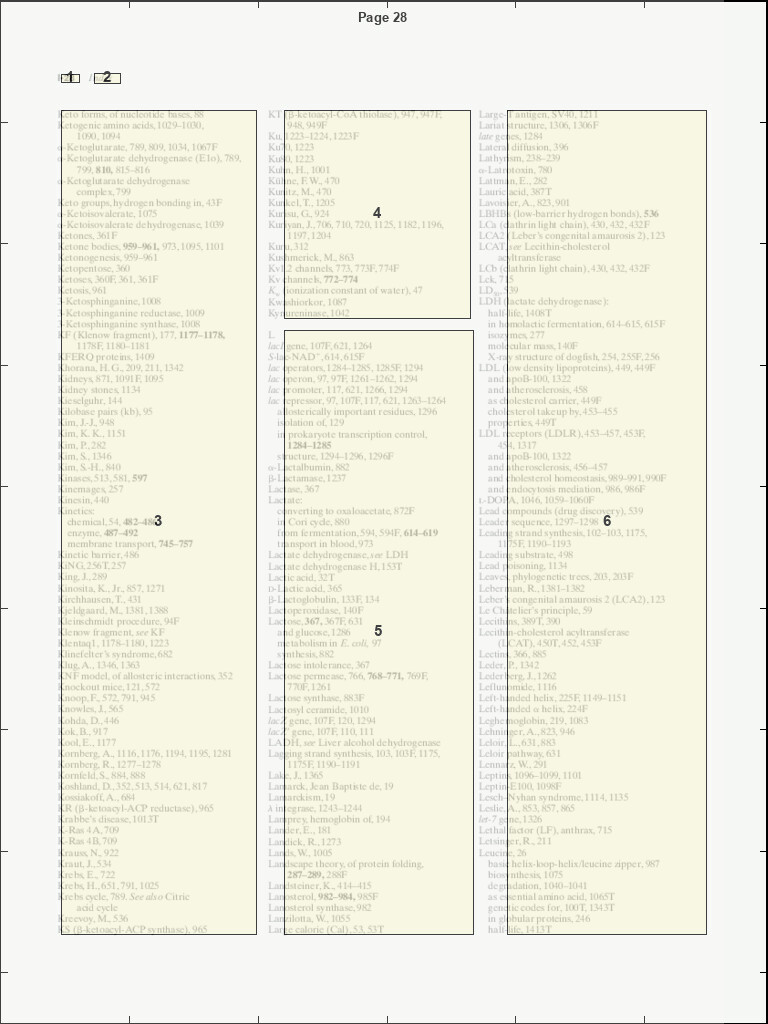 Page 28
1 / 2
Keto forms, of nucleotide bases, 88
Ketogenic amino acids, 1029–1030,
1090, 1094
α-Ketoglutarate, 789, 809, 1034, 1067F
α-Ketoglutarate dehydrogenase (E1o), 789,
799, 810, 815–816
α-Ketoglutarate dehydrogenase
complex, 799
Keto groups, hydrogen bonding in, 43F
α-Ketoisovalerate, 1075
α-Ketoisovalerate dehydrogenase, 1039
Ketones, 361F
Ketone bodies, 959–961, 973, 1095, 1101
Ketonogenesis, 959–961
Ketopentose, 360
Ketoses, 360F, 361, 361F
Ketosis, 961
3-Ketosphinganine, 1008
3-Ketosphinganine reductase, 1009
3-Ketosphinganine synthase, 1008
KF (Klenow fragment), 177, 1177–1178,
1178F, 1180–1181
KFERQ proteins, 1409
Khorana, H. G., 209, 211, 1342
Kidneys, 871, 1091F, 1095
Kidney stones, 1134
Kieselguhr, 144
Kilobase pairs (kb), 95
Kim, J.-J., 948
Kim, K. K., 1151
Kim, P., 282
Kim, S., 1346
Kim, S.-H., 840
Kinases, 513, 581, 597
Kinemages, 257
Kinesin, 440
Kinetics:
chemical, 54, 482–486 3
enzyme, 487–492
membrane transport, 745–757
Kinetic barrier, 486
KiNG, 256T, 257
King, J., 289
Kinosita, K., Jr., 857, 1271
Kirchhausen, T., 431
Kjeldgaard, M., 1381, 1388
Kleinschmidt procedure, 94F
Klenow fragment, see KF
Klentaq1, 1178–1180, 1223
Klinefelter's syndrome, 682
Klug, A., 1346, 1363
KNF model, of allosteric interactions, 352
Knockout mice, 121, 572
Knoop, F., 572, 791, 945
Knowles, J., 565
Kohda, D., 446
Kok, B., 917
Kool, E., 1177
Kornberg, A., 1116, 1176, 1194, 1195, 1281
Kornberg, R., 1277–1278
Kornfeld, S., 884, 888
Koshland, D., 352, 513, 514, 621, 817
Kossiakoff, A., 684
KR (β-ketoacyl-ACP reductase), 965
Krabbe's disease, 1013T
K-Ras 4A, 709
K-Ras 4B, 709
Krauss, N., 922
Kraut, J., 534
Krebs, E., 722
Krebs, H., 651, 791, 1025
Krebs cycle, 789. See also Citric
acid cycle
Kreevoy, M., 536
KS (β-ketoacyl-ACP synthase), 965
KT (β-ketoacyl-CoA thiolase), 947, 947F,
948, 949F
Ku, 1223–1224, 1223F
Ku70, 1223
Ku80, 1223
Kuhn, H., 1001
Kühne, F. W., 470
Kunitz, M., 470
Kunkel, T., 1205
Kurisu, G., 924
4
Kuriyan, J., 706, 710, 720, 1125, 1182, 1196,
1197, 1204
Kuru, 312
Kushmerick, M., 863
Kv1.2 channels, 773, 773F, 774F
Kv channels, 772–774
Kw (ionization constant of water), 47
Kwashiorkor, 1087
Kynureninase, 1042
L
lacI gene, 107F, 621, 1264
S-lac-NAD+, 614, 615F
lac operators, 1284–1285, 1285F, 1294
lac operon, 97, 97F, 1261–1262, 1294
lac promoter, 117, 621, 1266, 1294
lac repressor, 97, 107F, 117, 621, 1263–1264
allosterically important residues, 1296
isolation of, 129
in prokaryote transcription control,
1284–1285
structure, 1294–1296, 1296F
α-Lactalbumin, 882
β-Lactamase, 1237
Lactase, 367
Lactate:
converting to oxaloacetate, 872F
in Cori cycle, 880
from fermentation, 594, 594F, 614–619
transport in blood, 973
Lactate dehydrogenase, see LDH
Lactate dehydrogenase H, 153T
Lactic acid, 32T
D-Lactic acid, 365
β-Lactoglobulin, 133F, 134
Lactoperoxidase, 140F
Lactose, 367, 367F, 631
and glucose, 1286 5
metabolism in E. coli, 97
synthesis, 882
Lactose intolerance, 367
Lactose permease, 766, 768–771, 769F,
770F, 1261
Lactose synthase, 883F
Lactosyl ceramide, 1010
lacZ gene, 107F, 120, 1294
lacZ' gene, 107F, 110, 111
LADH, see Liver alcohol dehydrogenase
Lagging strand synthesis, 103, 103F, 1175,
1175F, 1190–1191
Lake, J., 1365
Lamarck, Jean Baptiste de, 19
Lamarckism, 19
λ integrase, 1243–1244
Lamprey, hemoglobin of, 194
Lander, E., 181
Landick, R., 1273
Lands, W., 1005
Landscape theory, of protein folding,
287–289, 288F
Landsteiner, K., 414–415
Lanosterol, 982–984, 985F
Lanosterol synthase, 982
Lanzilotta, W., 1055
Large calorie (Cal), 53, 53T
Large-T antigen, SV40, 1211
Lariat structure, 1306, 1306F
late genes, 1284
Lateral diffusion, 396
Lathyrism, 238–239
α-Latrotoxin, 780
Lattman, E., 282
Lauric acid, 387T
Lavoisier, A., 823, 901
LBHBs (low-barrier hydrogen bonds), 536
LCa (clathrin light chain), 430, 432, 432F
LCA2 (Leber's congenital amaurosis 2), 123
LCAT, see Lecithin-cholesterol
acyltransferase
LCb (clathrin light chain), 430, 432, 432F
Lck, 715
LD50, 539
LDH (lactate dehydrogenase):
half-life, 1408T
in homolactic fermentation, 614–615, 615F
isozymes, 277
molecular mass, 140F
X-ray structure of dogfish, 254, 255F, 256
LDL (low density lipoproteins), 449, 449F
and apoB-100, 1322
and atherosclerosis, 458
as cholesterol carrier, 449F
cholesterol take up by, 453–455
properties, 449T
LDL receptors (LDLR), 453–457, 453F,
454, 1317
and apoB-100, 1322
and atherosclerosis, 456–457
and cholesterol homeostasis, 989–991, 990F
and endocytosis mediation, 986, 986F
L-DOPA, 1046, 1059–1060F
Lead compounds (drug discovery), 539
Leader sequence, 1297–1298 6
Leading strand synthesis, 102–103, 1175,
1175F, 1190–1193
Leading substrate, 498
Lead poisoning, 1134
Leaves, phylogenetic trees, 203, 203F
Leberman, R., 1381–1382
Leber's congenital amaurosis 2 (LCA2), 123
Le Châtelier's principle, 59
Lecithins, 389T, 390
Lecithin-cholesterol acyltransferase
(LCAT), 450T, 452, 453F
Lectins, 366, 885
Leder, P., 1342
Lederberg, J., 1262
Leflunomide, 1116
Left-handed helix, 225F, 1149–1151
Left-handed α helix, 224F
Leghemoglobin, 219, 1083
Lehninger, A., 823, 946
Leloir, L., 631, 883
Leloir pathway, 631
Lennarz, W., 291
Leptins, 1096–1099, 1101
Leptin-E100, 1098F
Lesch–Nyhan syndrome, 1114, 1135
Leslie, A., 853, 857, 865
let-7 gene, 1326
Lethal factor (LF), anthrax, 715
Letsinger, R., 211
Leucine, 26
basic helix-loop-helix/leucine zipper, 987
biosynthesis, 1075
degradation, 1040–1041
as essential amino acid, 1065T
genetic codes for, 100T, 1343T
in globular proteins, 246
half-life, 1413T